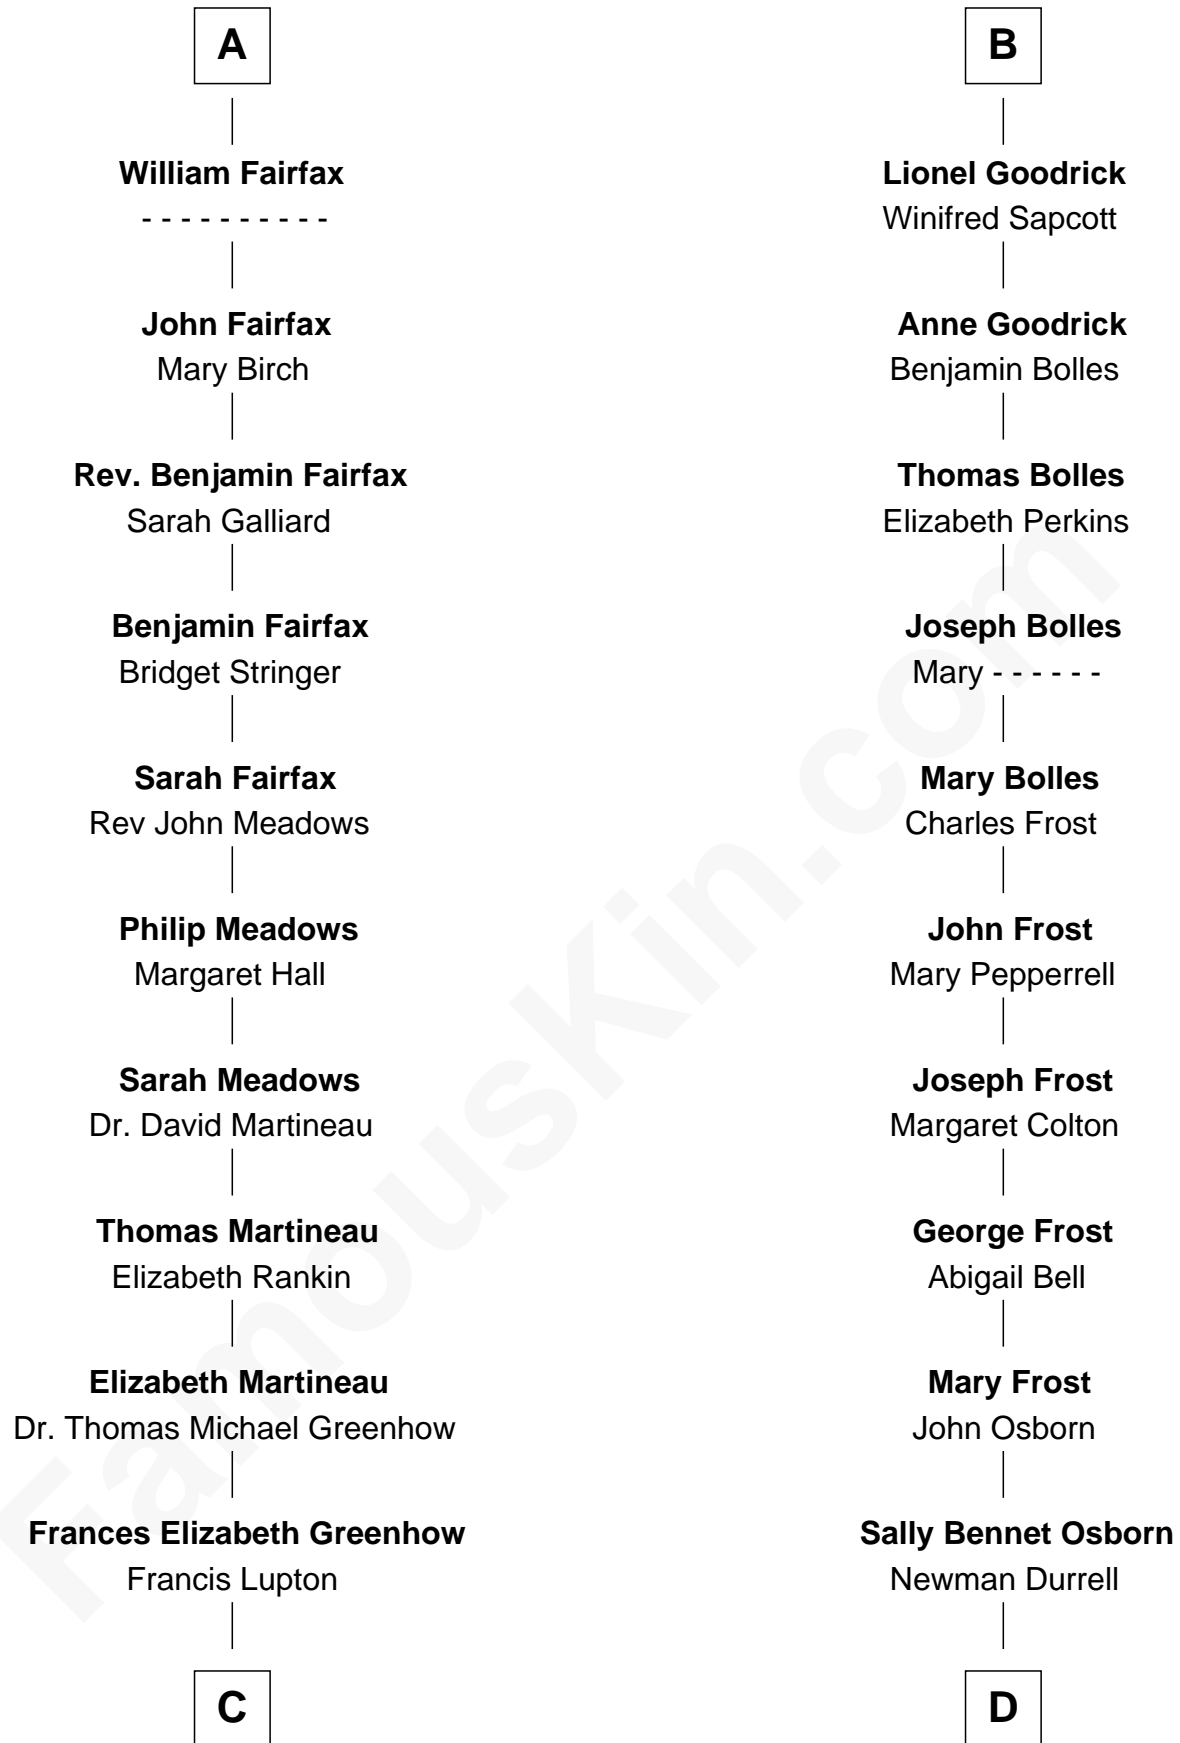 A
William Fairfax
- - - - - - - - - -
John Fairfax
Mary Birch
Rev. Benjamin Fairfax
Sarah Galliard
Benjamin Fairfax
Bridget Stringer
Sarah Fairfax
Rev John Meadows
Philip Meadows
Margaret Hall
Sarah Meadows
Dr. David Martineau
Thomas Martineau
Elizabeth Rankin
Elizabeth Martineau
Dr. Thomas Michael Greenhow
Frances Elizabeth Greenhow
Francis Lupton
C
B
Lionel Goodrick
Winifred Sapcott
Anne Goodrick
Benjamin Bolles
Thomas Bolles
Elizabeth Perkins
Joseph Bolles
Mary - - - - - -
Mary Bolles
Charles Frost
John Frost
Mary Pepperrell
Joseph Frost
Margaret Colton
George Frost
Abigail Bell
Mary Frost
John Osborn
Sally Bennet Osborn
Newman Durrell
D
FamousKin.com